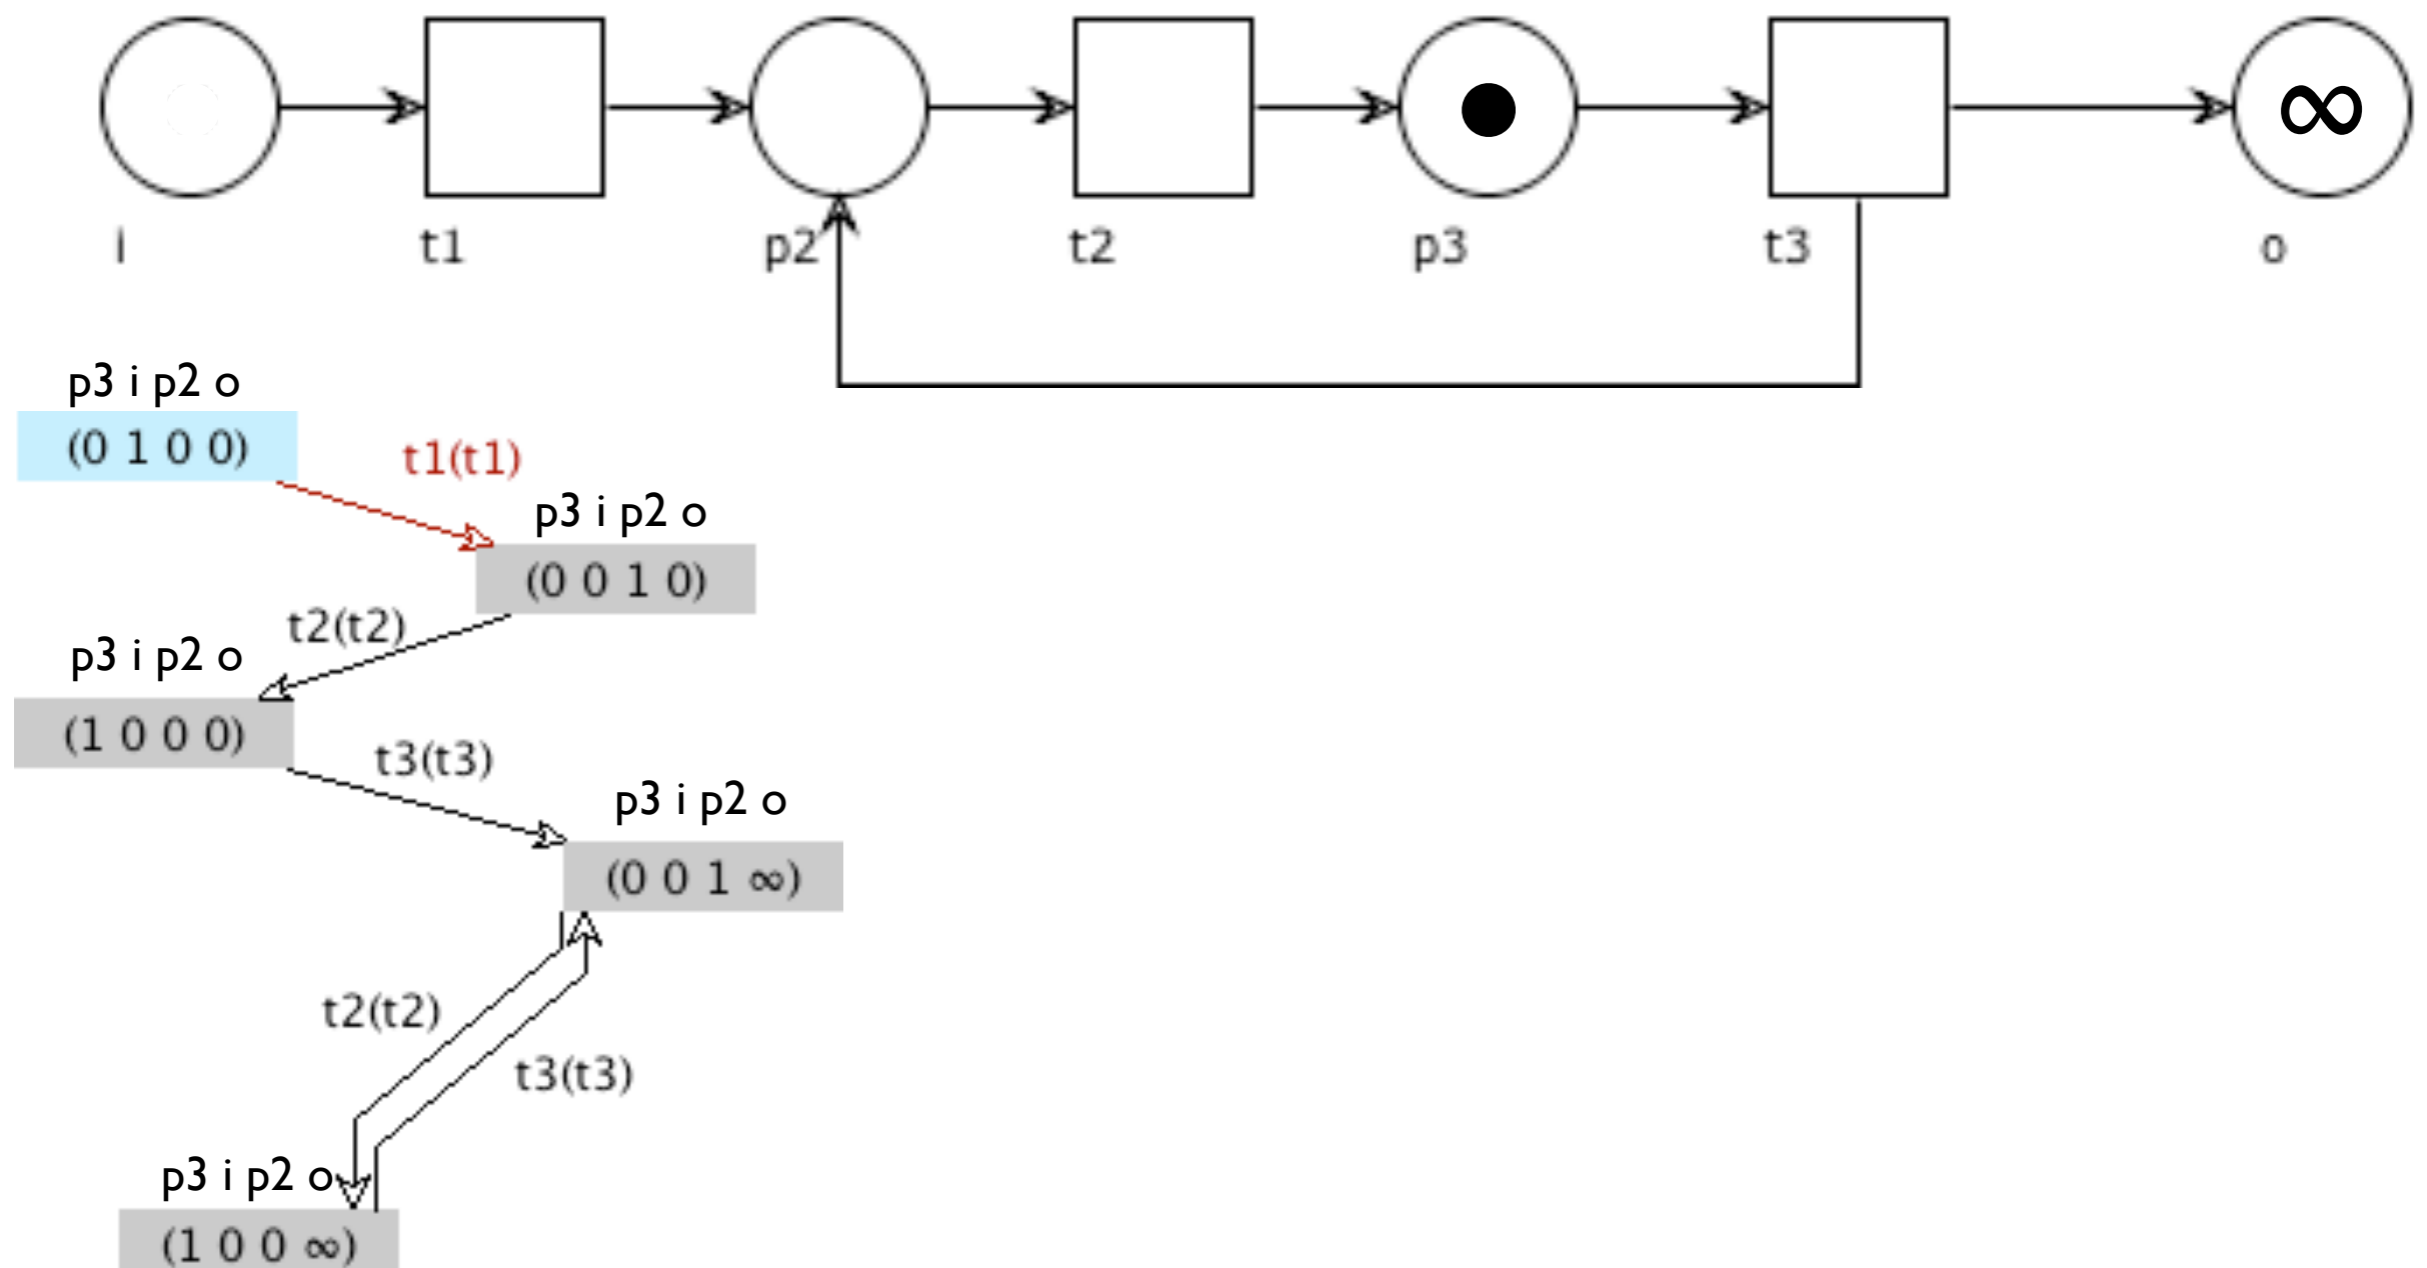 ∞
i t1 p2 t2 p3 t3 o
p3 i p2 o
(0 1 0 0)
t1(t1)
p3 i p2 o
(0 0 1 0)
t2(t2)
p3 i p2 o
(1 0 0 0)
t3(t3)
p3 i p2 o
(0 0 1 ∞)
t2(t2)
t3(t3)
p3 i p2 o
(1 0 0 ∞)